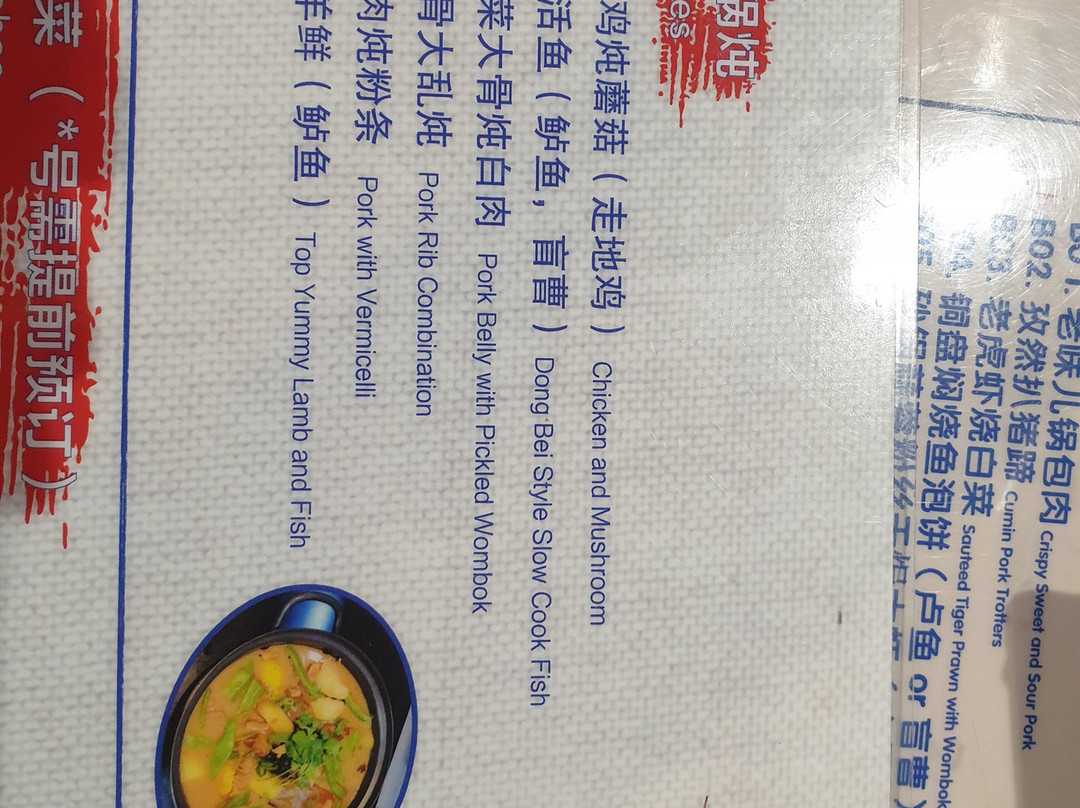 锅炖
es
鸡炖蘑菇（走地鸡） Chicken and Mushroom
活鱼（鲈鱼，盲曹） Dong Bei Style Slow Cook Fish
菜大骨炖白肉 Pork Belly with Pickled Wombok
骨大乱炖 Pork Rib Combination
肉炖粉条 Pork with Vermicelli
羊鲜（鲈鱼） Top Yummy Lamb and Fish
菜（*号需提前预订）
B01. 老味儿锅包肉 Crispy Sweet and Sour Pork
B02. 孜然扒猪蹄 Cumin Pork Trotters
B03. 老虎虾烧白菜 Sauteed Tiger Prawn with Wombok
铜盘焖烧鱼泡饼（卢鱼 or 盲曹）